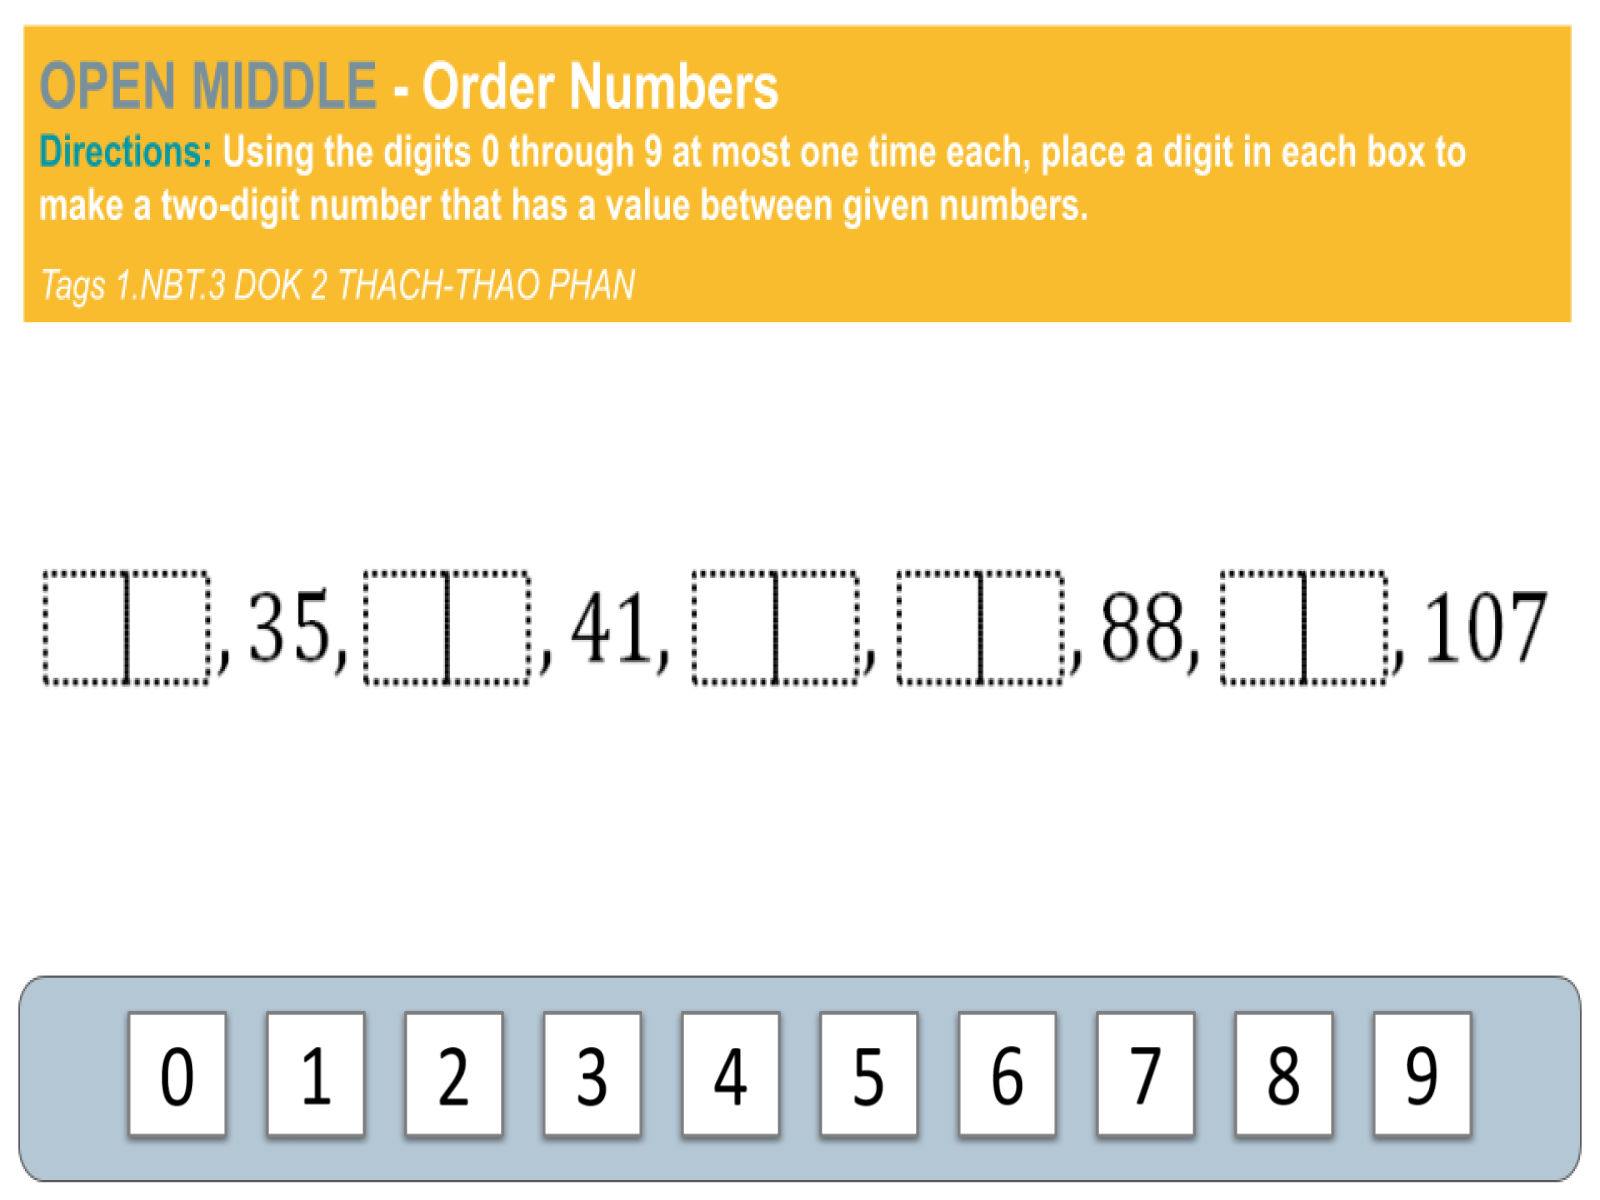 OPEN MIDDLE - Order Numbers
Directions: Using the digits 0 through 9 at most one time each, place a digit in each box to
make a two-digit number that has a value between given numbers.
Tags 1.NBT.3 DOK 2 THACH-THAO PHAN
, 35, , 41, , , 88, , 107
0 1 2 3 4 5 6 7 8 9